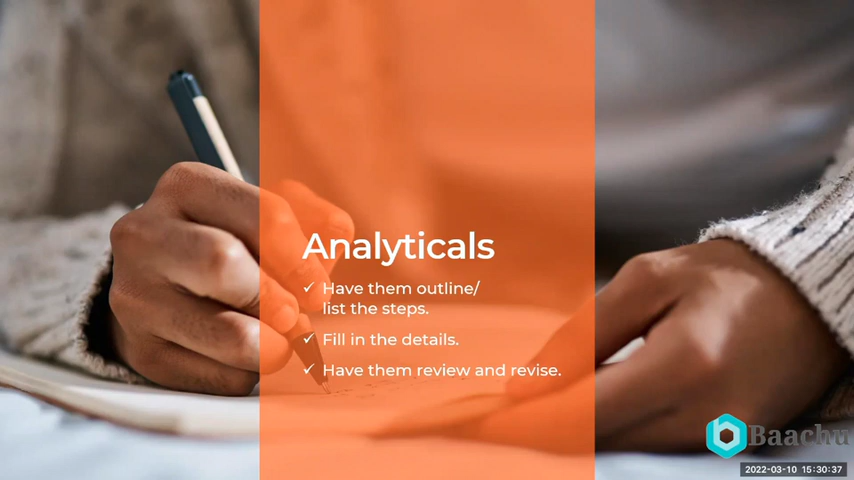 Analyticals
✓ Have them outline/
list the steps.
✓ Fill in the details.
✓ Have them review and revise.
Baachu
2022-03-10 15:30:37